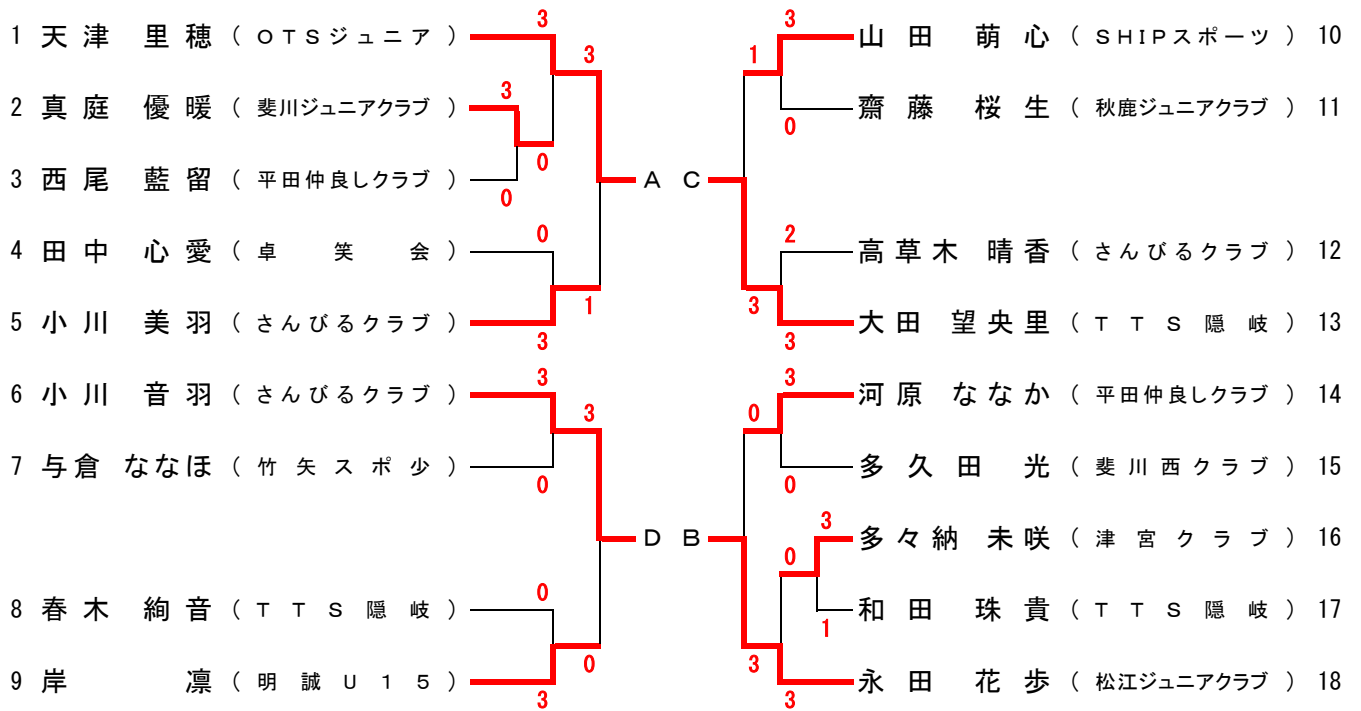 3 3
1 天津 里穂 ( OTSジュニア ) 3 1 山田 萌心 ( SHIPスポーツ ) 10
3
2 真庭 優暖 ( 斐川ジュニアクラブ ) 齋藤 桜生 ( 秋鹿ジュニアクラブ ) 11
0 0
3 西尾 藍留 ( 平田仲良しクラブ ) A C
0
0 2
4 田中 心愛 ( 卓笑会 ) 高草木 晴香 ( さんびるクラブ ) 12
1 3
5 小川 美羽 ( さんびるクラブ ) 大田 望央里 ( TTS隠岐 ) 13
3 3
3 3
6 小川 音羽 ( さんびるクラブ ) 河原 ななか ( 平田仲良しクラブ ) 14
3 0
7 与倉 ななほ ( 竹矢スポ少 ) 多久田 光 ( 斐川西クラブ ) 15
0 0
3
D B 多々納 未咲 ( 津宮クラブ ) 16
0
0
8 春木 絢音 ( TTS隠岐 ) 和田 珠貴 ( TTS隠岐 ) 17
1
0 3
9 岸 凛 ( 明誠U15 ) 永田 花歩 ( 松江ジュニアクラブ ) 18
3 3